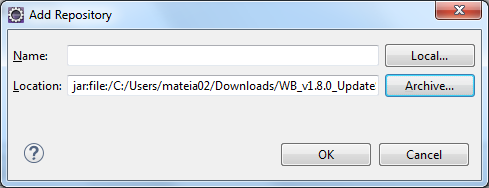 Add Repository
Name: Local...
Location: jar:file:/C:/Users/mateia02/Downloads/WB_v1.8.0_Update Archive...
? OK Cancel